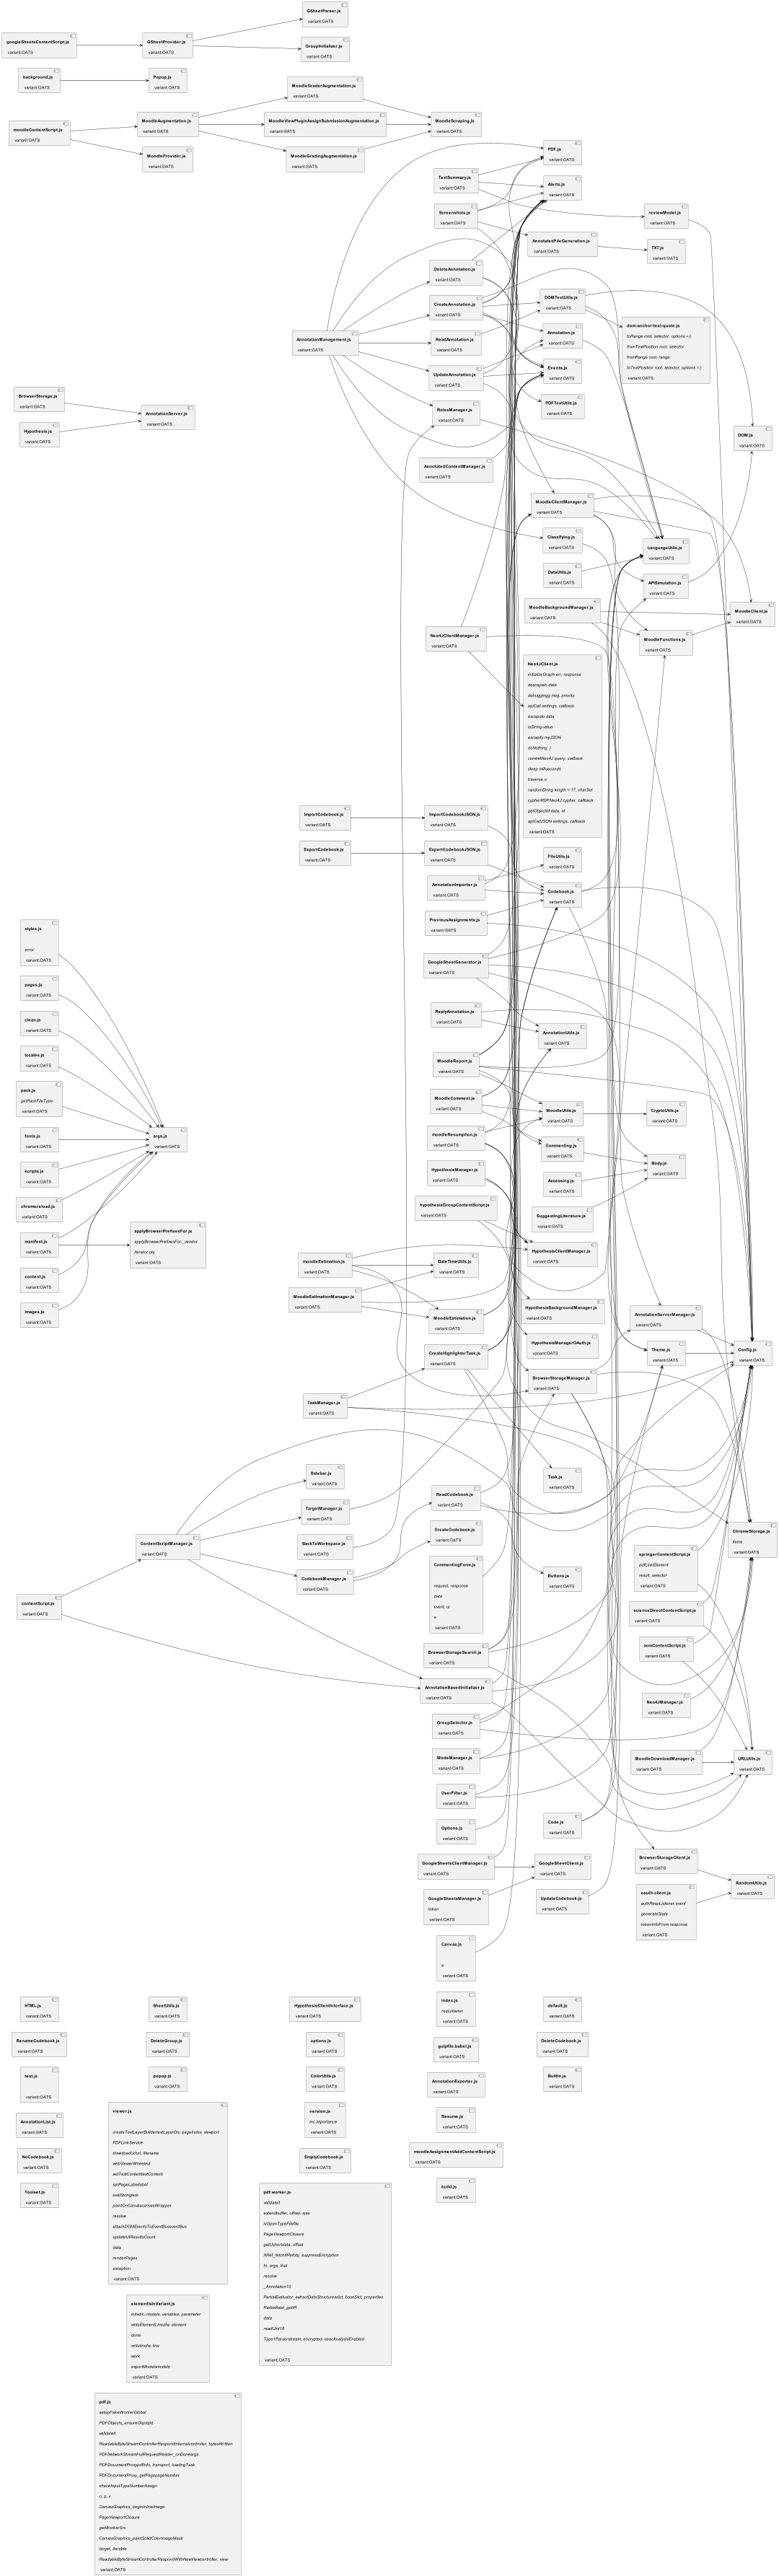 GSheetParser.js
variant:OATS
googleSheetsContentScript.js
variant:OATS
GSheetProvider.js
variant:OATS
GroupInitializer.js
variant:OATS
background.js
variant:OATS
Popup.js
variant:OATS
MoodleGraderAugmentation.js
variant:OATS
moodleContentScript.js
variant:OATS
MoodleAugmentation.js
variant:OATS
MoodleViewPluginAssignSubmissionAugmentation.js
variant:OATS
MoodleScraping.js
variant:OATS
MoodleProvider.js
variant:OATS
MoodleGradingAugmentation.js
variant:OATS
PDF.js
variant:OATS
TextSummary.js
variant:OATS
Alerts.js
variant:OATS
Screenshots.js
variant:OATS
reviewModel.js
variant:OATS
AnnotatedFileGeneration.js
variant:OATS
TXT.js
variant:OATS
DeleteAnnotation.js
variant:OATS
CreateAnnotation.js
variant:OATS
DOMTextUtils.js
variant:OATS
dom-anchor-text-quote.js
toRange root, selector, options = {
fromTextPosition root, selector
fromRange root, range
toTextPosition root, selector, options = {
variant:OATS
AnnotationManagement.js
variant:OATS
ReadAnnotation.js
variant:OATS
Annotation.js
variant:OATS
UpdateAnnotation.js
variant:OATS
Events.js
variant:OATS
BrowserStorage.js
variant:OATS
Hypothesis.js
variant:OATS
AnnotationServer.js
variant:OATS
RolesManager.js
variant:OATS
PDFTextUtils.js
variant:OATS
DOM.js
variant:OATS
AnnotatedContentManager.js
variant:OATS
MoodleClientManager.js
variant:OATS
Classifying.js
variant:OATS
LanguageUtils.js
variant:OATS
DataUtils.js
variant:OATS
APISimulation.js
variant:OATS
MoodleBackgroundManager.js
variant:OATS
MoodleClient.js
variant:OATS
Neo4JClientManager.js
variant:OATS
MoodleFunctions.js
variant:OATS
Neo4JClient.js
initializeGraph err, response
descapato data
debuggingg msg, priority
apiCall settings, callback
escapato data
isString value
escapify mpJSON
doNothing )
commitNeo4J query, callback
sleep milliseconds
traverse o
randomString length = 17, charSet
cypherRDFNeo4J cypher, callback
getObjectId data, id
apiCallJSON settings, callback
variant:OATS
ImportCodebook.js
variant:OATS
ImportCodebookJSON.js
variant:OATS
ExportCodebook.js
variant:OATS
ExportCodebookJSON.js
variant:OATS
FileUtils.js
variant:OATS
AnnotationImporter.js
variant:OATS
Codebook.js
variant:OATS
PreviousAssignments.js
variant:OATS
styles.js
error
variant:OATS
GoogleSheetGenerator.js
variant:OATS
pages.js
variant:OATS
clean.js
variant:OATS
ReplyAnnotation.js
variant:OATS
AnnotationUtils.js
variant:OATS
locales.js
variant:OATS
MoodleReport.js
variant:OATS
pack.js
getPackFileType
variant:OATS
MoodleComment.js
variant:OATS
MoodleUtils.js
variant:OATS
CryptoUtils.js
variant:OATS
fonts.js
variant:OATS
args.js
variant:OATS
moodleResumption.js
variant:OATS
Commenting.js
variant:OATS
Body.js
variant:OATS
scripts.js
variant:OATS
HypothesisManager.js
variant:OATS
Assessing.js
variant:OATS
chromereload.js
variant:OATS
hypothesisGroupContentScript.js
variant:OATS
SuggestingLiterature.js
variant:OATS
manifest.js
variant:OATS
applyBrowserPrefixesFor.js
applyBrowserPrefixesFor _vendor
iterator obj
variant:OATS
moodleEstimation.js
variant:OATS
DateTimeUtils.js
variant:OATS
HypothesisClientManager.js
variant:OATS
content.js
variant:OATS
MoodleEstimationManager.js
variant:OATS
images.js
variant:OATS
MoodleEstimation.js
variant:OATS
HypothesisBackgroundManager.js
variant:OATS
AnnotationServerManager.js
variant:OATS
CreateHighlighterTask.js
variant:OATS
HypothesisManagerOAuth.js
variant:OATS
Theme.js
variant:OATS
Config.js
variant:OATS
BrowserStorageManager.js
variant:OATS
TaskManager.js
variant:OATS
Sidebar.js
variant:OATS
Task.js
variant:OATS
TargetManager.js
variant:OATS
ReadCodebook.js
variant:OATS
ContentScriptManager.js
variant:OATS
BackToWorkspace.js
variant:OATS
CreateCodebook.js
variant:OATS
ChromeStorage.js
items
variant:OATS
CodebookManager.js
variant:OATS
CommentingForm.js
request, response
data
event, ui
e
variant:OATS
Buttons.js
variant:OATS
springerContentScript.js
pdfLinkElement
result, selector
variant:OATS
contentScript.js
variant:OATS
scienceDirectContentScript.js
variant:OATS
BrowserStorageSearch.js
variant:OATS
acmContentScript.js
variant:OATS
AnnotationBasedInitializer.js
variant:OATS
Neo4JManager.js
variant:OATS
GroupSelector.js
variant:OATS
ModeManager.js
variant:OATS
MoodleDownloadManager.js
variant:OATS
URLUtils.js
variant:OATS
UserFilter.js
variant:OATS
Options.js
variant:OATS
Code.js
variant:OATS
GoogleSheetsClientManager.js
variant:OATS
GoogleSheetClient.js
variant:OATS
BrowserStorageClient.js
variant:OATS
RandomUtils.js
variant:OATS
GoogleSheetsManager.js
token
variant:OATS
UpdateCodebook.js
variant:OATS
oauth-client.js
authRespListener event
generateState
tokenInfoFrom response
variant:OATS
Canvas.js
e
variant:OATS
HTML.js
variant:OATS
SheetUtils.js
variant:OATS
HypothesisClientInterface.js
variant:OATS
index.js
reqListener
variant:OATS
default.js
variant:OATS
RenameCodebook.js
variant:OATS
DeleteGroup.js
variant:OATS
options.js
variant:OATS
gulpfile.babel.js
variant:OATS
DeleteCodebook.js
variant:OATS
test.js
variant:OATS
popup.js
variant:OATS
ColorUtils.js
variant:OATS
AnnotationExporter.js
variant:OATS
BuiltIn.js
variant:OATS
AnnotationList.js
variant:OATS
viewer.js
createTextLayerBuildertextLayerDiv, pageIndex, viewport
PDFLinkService
downloadUrlurl, filename
webViewerWheelevt
setTextContenttextContent
setPageLabellabel
evalStringtest
paintOnCanvascanvasWrapper
resolve
attachDOMEventsToEventBuseventBus
updateUIResultsCount
data
renderPages
exception
variant:OATS
version.js
inc importance
variant:OATS
Resume.js
variant:OATS
NoCodebook.js
variant:OATS
EmptyCodebook.js
variant:OATS
moodleAssignmentAddContentScript.js
variant:OATS
Toolset.js
variant:OATS
pdf.worker.js
validate$
extendbuffer, offset, size
isOpenTypeFilefile
PageViewportClosure
getUshortdata, offset
XRef_fetchIfRefobj, suppressEncryption
fn, args, that
resolve
_Annotation10
PartialEvaluator_extractDataStructuresdict, baseDict, properties
RadialAxial_getIR
data
readUint16
Type1Parserstream, encrypted, seacAnalysisEnabled
variant:OATS
build.js
variant:OATS
elementsInVariant.js
initkdm, models, variables, parameter
writeElementLinesfile, element
done
writelinefile, line
work
exportModulemodels
variant:OATS
pdf.js
setupFakeWorkerGlobal
PDFObjects_ensureObjobjId
validate$
ReadableByteStreamControllerRespondInternalcontroller, bytesWritten
PDFNetworkStreamFullRequestReader_onDoneargs
PDFDocumentProxypdfInfo, transport, loadingTask
PDFDocumentProxy_getPagepageNumber
checkInputTypeNumberAssign
o, p, v
CanvasGraphics_beginInlineImage
PageViewportClosure
getWorkerSrc
CanvasGraphics_paintSolidColorImageMask
target, iterable
ReadableByteStreamControllerRespondWithNewViewcontroller, view
variant:OATS